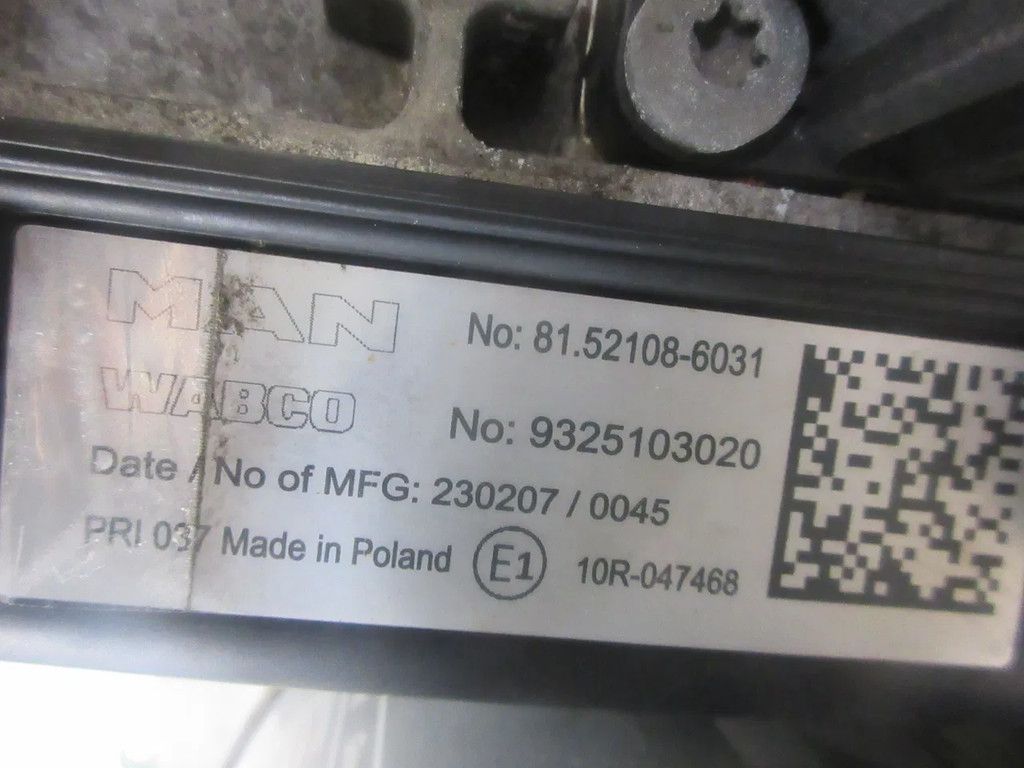 MAN No: 81.52108-6031
WABCO No: 9325103020
Date / No of MFG: 230207 / 0045
PRI 037 Made in Poland E1 10R-047468